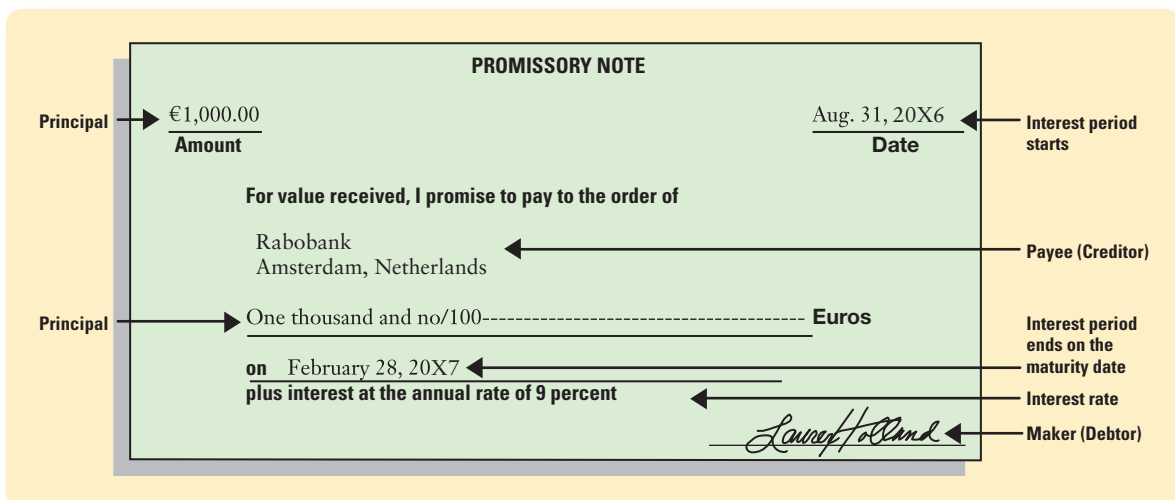 PROMISSORY NOTE
Principal
€1,000.00
Aug. 31, 20X6
Interest period
starts
Amount
Date
For value received, I promise to pay to the order of
Rabobank
Amsterdam, Netherlands
Payee (Creditor)
Principal
One thousand and no/100-------------------------------------- Euros
Interest period
ends on the
maturity date
on February 28, 20X7
plus interest at the annual rate of 9 percent
Interest rate
Lauren Holland
Maker (Debtor)